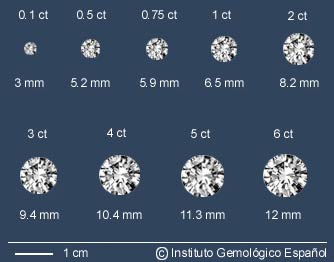 0.1 ct 0.5 ct 0.75 ct 1 ct 2 ct
3 mm 5.2 mm 5.9 mm 6.5 mm 8.2 mm
3 ct 4 ct 5 ct 6 ct
9.4 mm 10.4 mm 11.3 mm 12 mm
1 cm © Instituto Gemológico Español